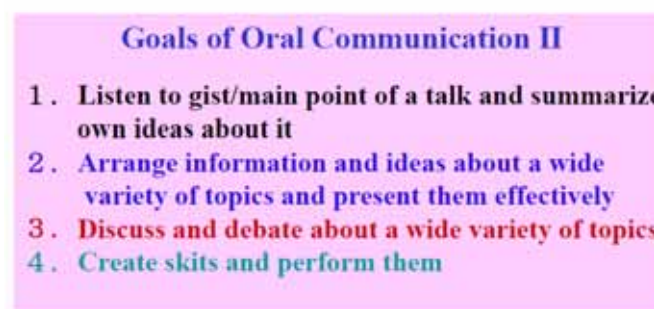 Goals of Oral Communication II
1. Listen to gist/main point of a talk and summarize
own ideas about it
2. Arrange information and ideas about a wide
variety of topics and present them effectively
3. Discuss and debate about a wide variety of topics
4. Create skits and perform them